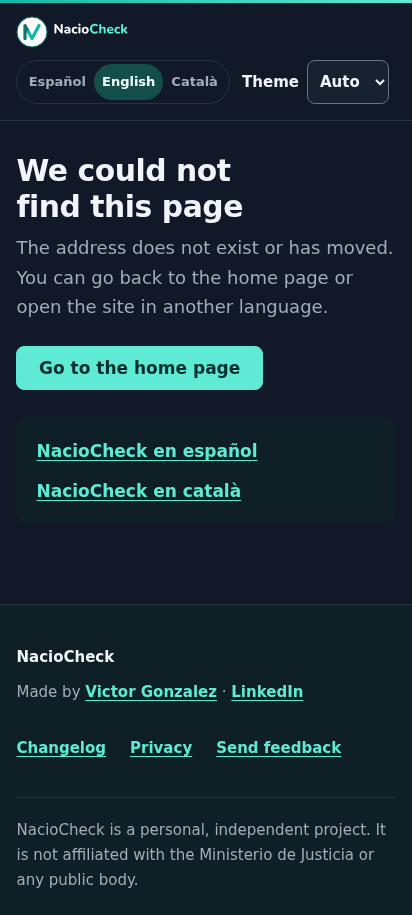 NacioCheck
Español English Català Theme Auto
We could not
find this page
The address does not exist or has moved.
You can go back to the home page or
open the site in another language.
Go to the home page
NacioCheck en español
NacioCheck en català
NacioCheck
Made by Victor Gonzalez · LinkedIn
Changelog Privacy Send feedback
NacioCheck is a personal, independent project. It
is not affiliated with the Ministerio de Justicia or
any public body.